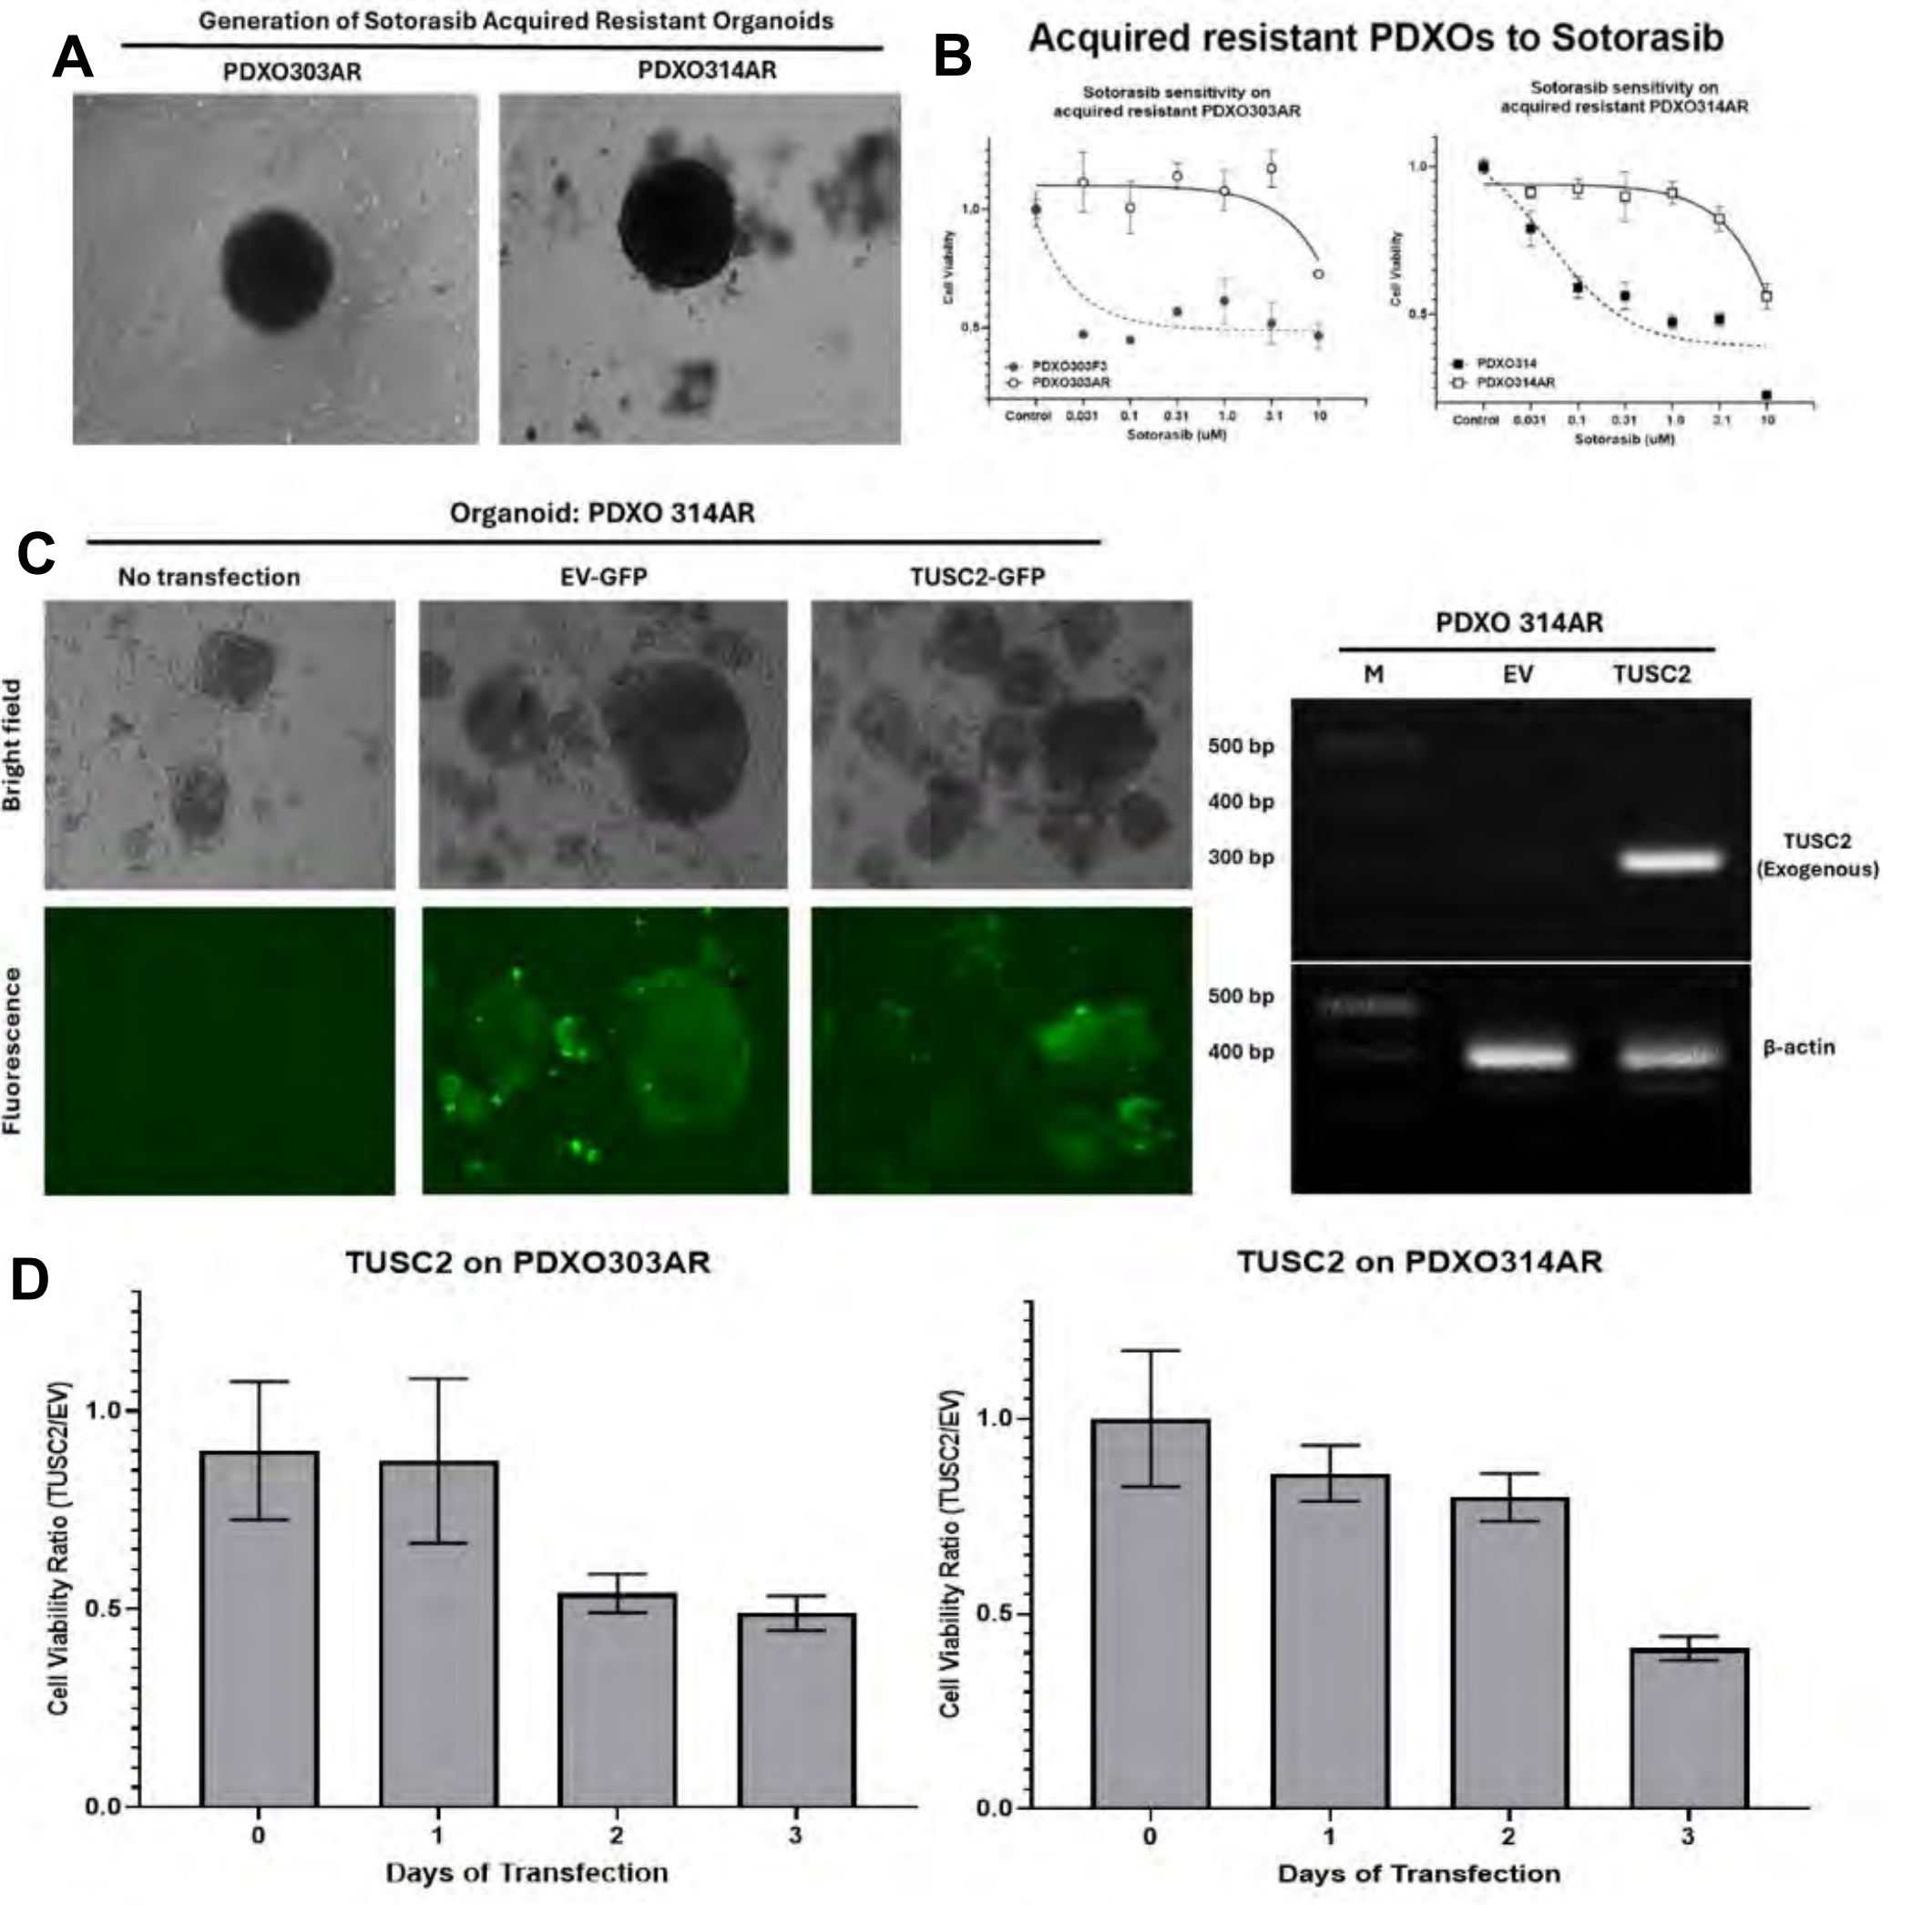 Generation of Sotorasib Acquired Resistant Organoids
A
PDXO303AR
PDXO314AR
B
Acquired resistant PDXOs to Sotorasib
Sotorasib sensitivity on
acquired resistant PDXO303AR
Cell Viability
1.0
0.5
PDXO303F3
PDXO303AR
Control 0.031 0.1 0.31 1.0 3.1 10
Sotorasib (uM)
Sotorasib sensitivity on
acquired resistant PDXO314AR
Cell Viability
1.0
0.5
PDXO314
PDXO314AR
Control 0.031 0.1 0.31 1.0 3.1 10
Sotorasib (uM)
C
Organoid: PDXO 314AR
No transfection
EV-GFP
TUSC2-GFP
Bright field
Fluorescence
PDXO 314AR
M EV TUSC2
500 bp
400 bp
300 bp
TUSC2
(Exogenous)
500 bp
400 bp
β-actin
D
TUSC2 on PDXO303AR
Cell Viability Ratio (TUSC2/EV)
1.0
0.5
0.0
0 1 2 3
Days of Transfection
TUSC2 on PDXO314AR
Cell Viability Ratio (TUSC2/EV)
1.0
0.5
0.0
0 1 2 3
Days of Transfection